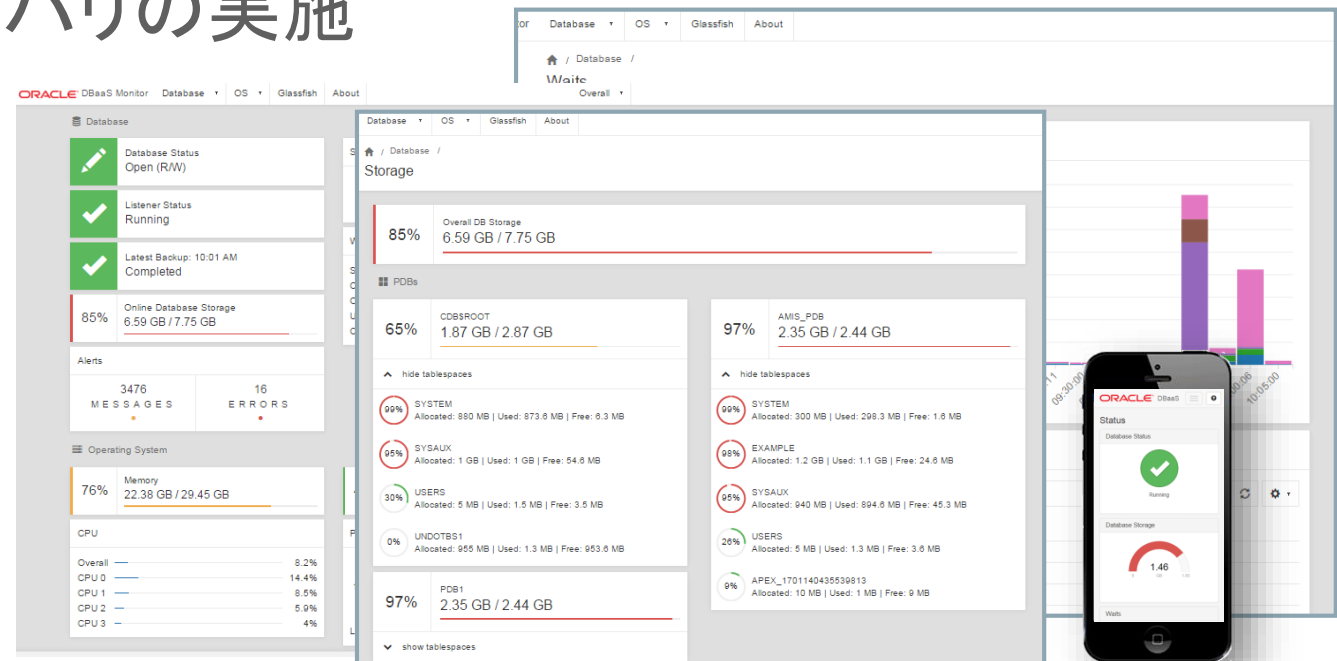 バリの実施
Database OS Glassfish About
/ Database /
Waits
ORACLE DBaaS Monitor Database OS Glassfish About
Overall
Database
Database Status
Open (R/W)
Listener Status
Running
Latest Backup: 10:01 AM
Completed
85%
Online Database Storage
6.59 GB / 7.75 GB
Alerts
3476
MESSAGES
16
ERRORS
Operating System
76%
Memory
22.38 GB / 29.45 GB
CPU
Overall 8.2%
CPU 0 14.4%
CPU 1 8.5%
CPU 2 5.9%
CPU 3 4%
Database OS Glassfish About
/ Database /
Storage
85%
Overall DB Storage
6.59 GB / 7.75 GB
PDBs
65%
CDB$ROOT
1.87 GB / 2.87 GB
hide tablespaces
99%
SYSTEM
Allocated: 880 MB | Used: 873.6 MB | Free: 6.3 MB
95%
SYSAUX
Allocated: 1 GB | Used: 1 GB | Free: 54.6 MB
30%
USERS
Allocated: 5 MB | Used: 1.5 MB | Free: 3.5 MB
0%
UNDOTBS1
Allocated: 955 MB | Used: 1.3 MB | Free: 953.6 MB
97%
PDB1
2.35 GB / 2.44 GB
show tablespaces
97%
AMIS_PDB
2.35 GB / 2.44 GB
hide tablespaces
99%
SYSTEM
Allocated: 300 MB | Used: 298.3 MB | Free: 1.6 MB
98%
EXAMPLE
Allocated: 1.2 GB | Used: 1.1 GB | Free: 24.6 MB
95%
SYSAUX
Allocated: 940 MB | Used: 894.6 MB | Free: 45.3 MB
26%
USERS
Allocated: 5 MB | Used: 1.3 MB | Free: 3.6 MB
9%
APEX_1701140435539813
Allocated: 10 MB | Used: 1 MB | Free: 9 MB
09:30:00
10:05:00
ORACLE DBaaS
Status
Database Status
Running
Database Storage
1.46
Waits